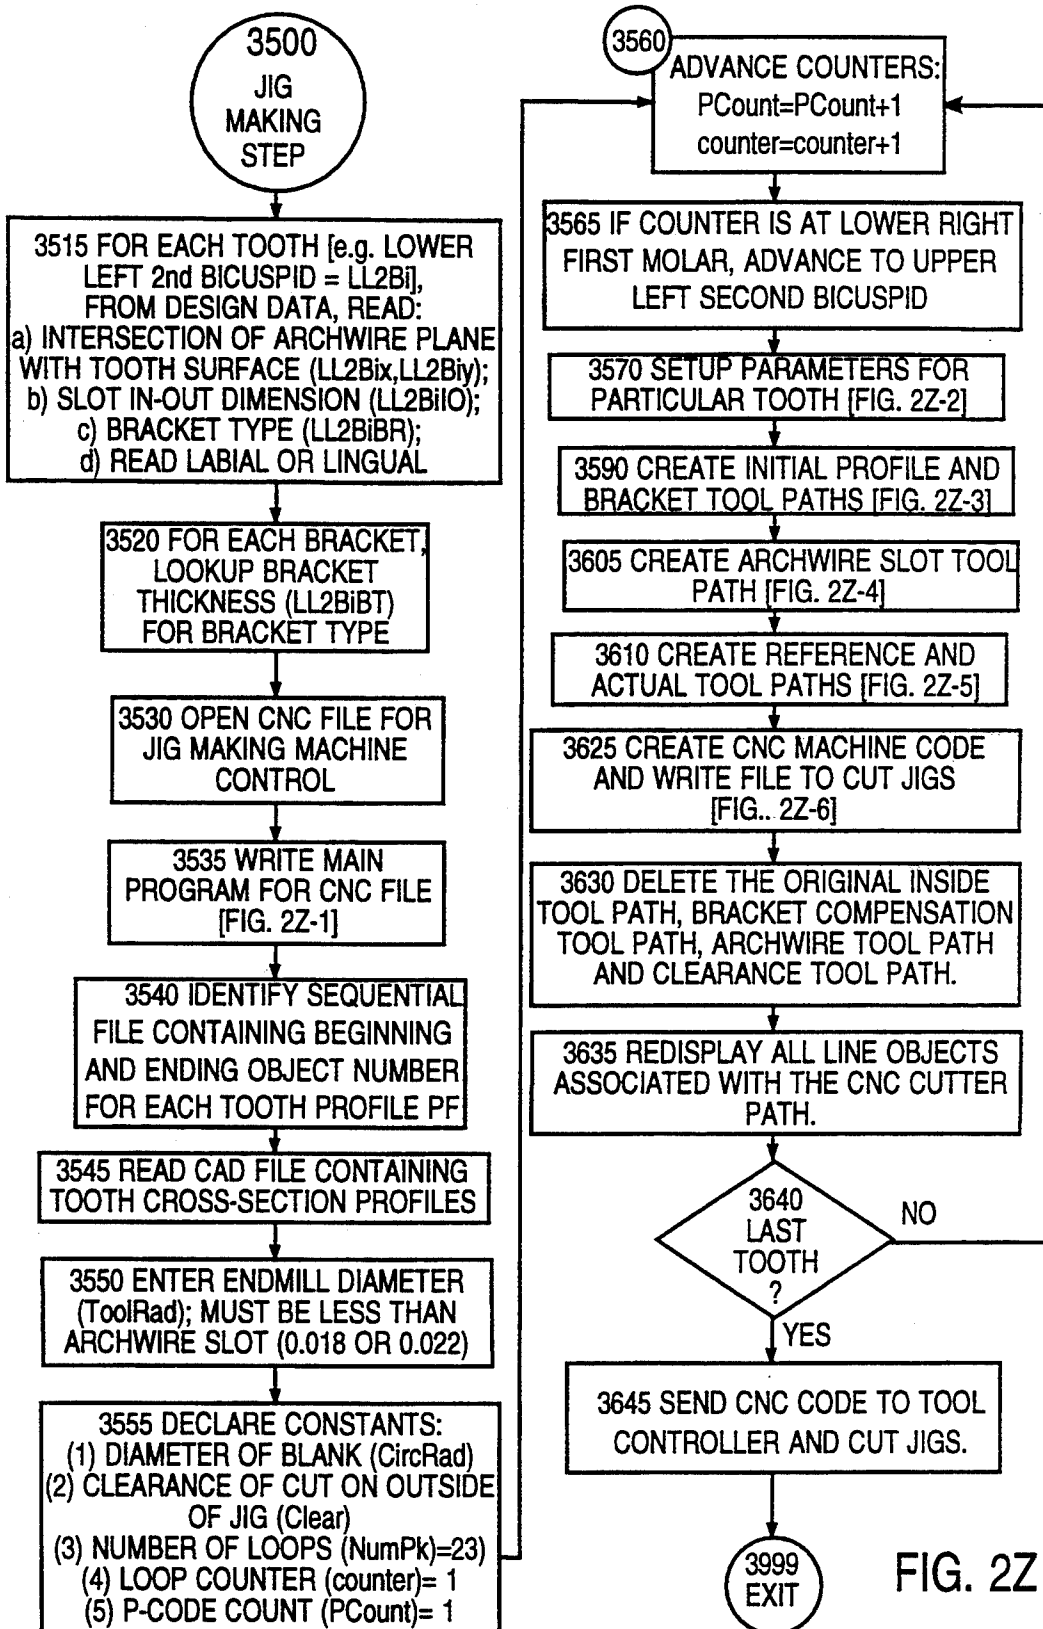 3500
JIG
MAKING
STEP
3515 FOR EACH TOOTH [e.g. LOWER
LEFT 2nd BICUSPID = LL2Bi],
FROM DESIGN DATA, READ:
a) INTERSECTION OF ARCHWIRE PLANE
WITH TOOTH SURFACE (LL2Bix,LL2Biy);
b) SLOT IN-OUT DIMENSION (LL2BiIO);
c) BRACKET TYPE (LL2BiBR);
d) READ LABIAL OR LINGUAL
3520 FOR EACH BRACKET,
LOOKUP BRACKET
THICKNESS (LL2BiBT)
FOR BRACKET TYPE
3530 OPEN CNC FILE FOR
JIG MAKING MACHINE
CONTROL
3535 WRITE MAIN
PROGRAM FOR CNC FILE
[FIG. 2Z-1]
3540 IDENTIFY SEQUENTIAL
FILE CONTAINING BEGINNING
AND ENDING OBJECT NUMBER
FOR EACH TOOTH PROFILE PF
3545 READ CAD FILE CONTAINING
TOOTH CROSS-SECTION PROFILES
3550 ENTER ENDMILL DIAMETER
(ToolRad); MUST BE LESS THAN
ARCHWIRE SLOT (0.018 OR 0.022)
3555 DECLARE CONSTANTS:
(1) DIAMETER OF BLANK (CircRad)
(2) CLEARANCE OF CUT ON OUTSIDE
OF JIG (Clear)
(3) NUMBER OF LOOPS (NumPk)=23)
(4) LOOP COUNTER (counter)= 1
(5) P-CODE COUNT (PCount)= 1
3560
ADVANCE COUNTERS:
PCount=PCount+1
counter=counter+1
3565 IF COUNTER IS AT LOWER RIGHT
FIRST MOLAR, ADVANCE TO UPPER
LEFT SECOND BICUSPID
3570 SETUP PARAMETERS FOR
PARTICULAR TOOTH [FIG. 2Z-2]
3590 CREATE INITIAL PROFILE AND
BRACKET TOOL PATHS [FIG. 2Z-3]
3605 CREATE ARCHWIRE SLOT TOOL
PATH [FIG. 2Z-4]
3610 CREATE REFERENCE AND
ACTUAL TOOL PATHS [FIG. 2Z-5]
3625 CREATE CNC MACHINE CODE
AND WRITE FILE TO CUT JIGS
[FIG.. 2Z-6]
3630 DELETE THE ORIGINAL INSIDE
TOOL PATH, BRACKET COMPENSATION
TOOL PATH, ARCHWIRE TOOL PATH
AND CLEARANCE TOOL PATH.
3635 REDISPLAY ALL LINE OBJECTS
ASSOCIATED WITH THE CNC CUTTER
PATH.
3640
LAST
TOOTH
?
NO
YES
3645 SEND CNC CODE TO TOOL
CONTROLLER AND CUT JIGS.
3999
EXIT
FIG. 2Z